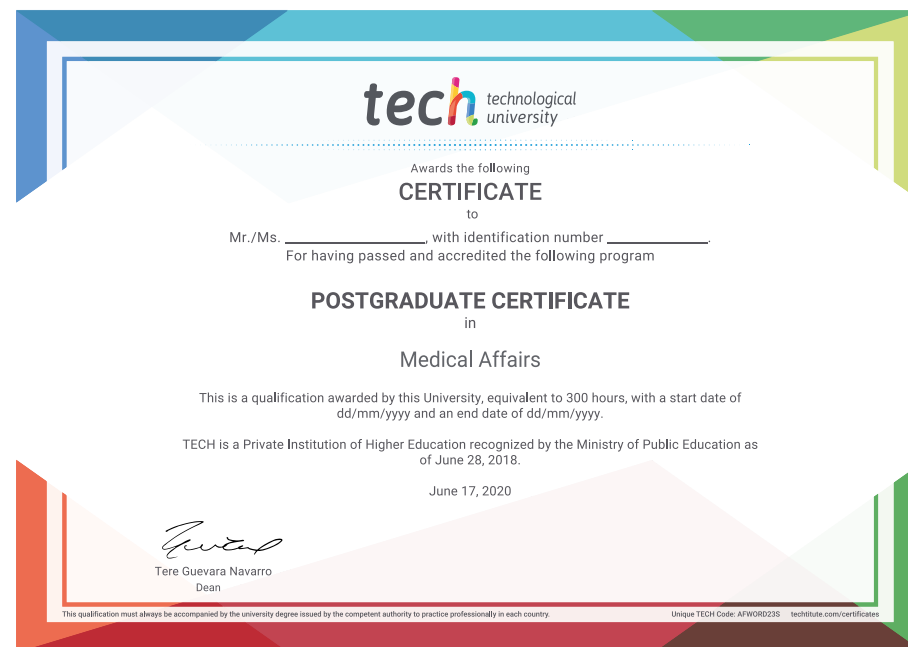 tech technological
university
Awards the following
CERTIFICATE
to
Mr./Ms. ____________________, with identification number ______________.
For having passed and accredited the following program
POSTGRADUATE CERTIFICATE
in
Medical Affairs
This is a qualification awarded by this University, equivalent to 300 hours, with a start date of
dd/mm/yyyy and an end date of dd/mm/yyyy.
TECH is a Private Institution of Higher Education recognized by the Ministry of Public Education as
of June 28, 2018.
June 17, 2020
Tere Guevara Navarro
Dean
This qualification must always be accompanied by the university degree issued by the competent authority to practice professionally in each country. Unique TECH Code: AFWORD23S techtitute.com/certificates